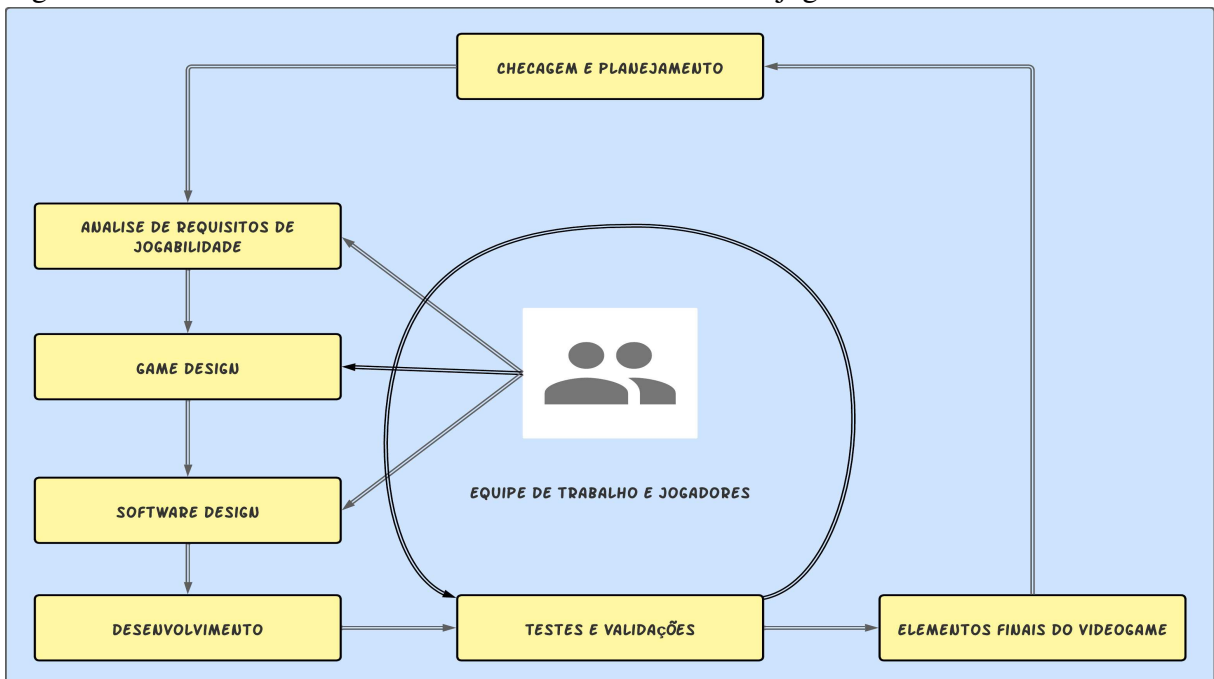 CHECAGEM E PLANEJAMENTO
ANALISE DE REQUISITOS DE
JOGABILIDADE
GAME DESIGN
SOFTWARE DESIGN
EQUIPE DE TRABALHO E JOGADORES
DESENVOLVIMENTO
TESTES E VALIDAÇÕES
ELEMENTOS FINAIS DO VIDEOGAME